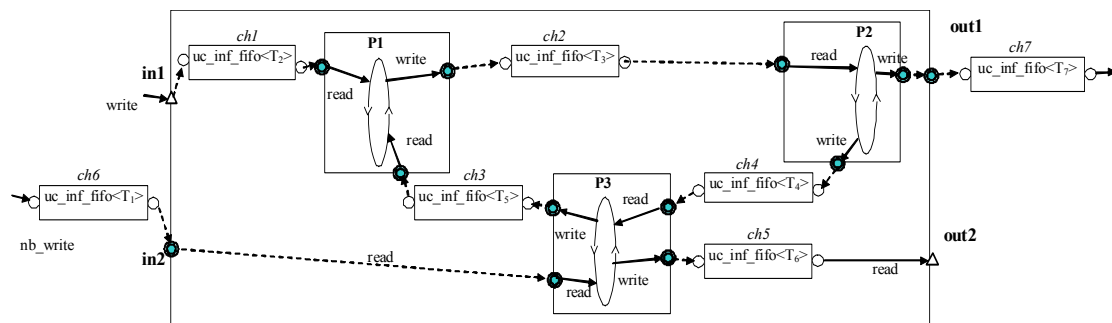 ch1
uc_inf_fifo<T2>
P1
write
ch2
uc_inf_fifo<T3>
P2
read
write
out1
ch7
uc_inf_fifo<T7>
in1
write
read
read
write
ch6
uc_inf_fifo<T1>
nb_write
in2
ch3
uc_inf_fifo<T5>
P3
read
write
ch4
uc_inf_fifo<T4>
ch5
uc_inf_fifo<T6>
out2
read
read
write
read